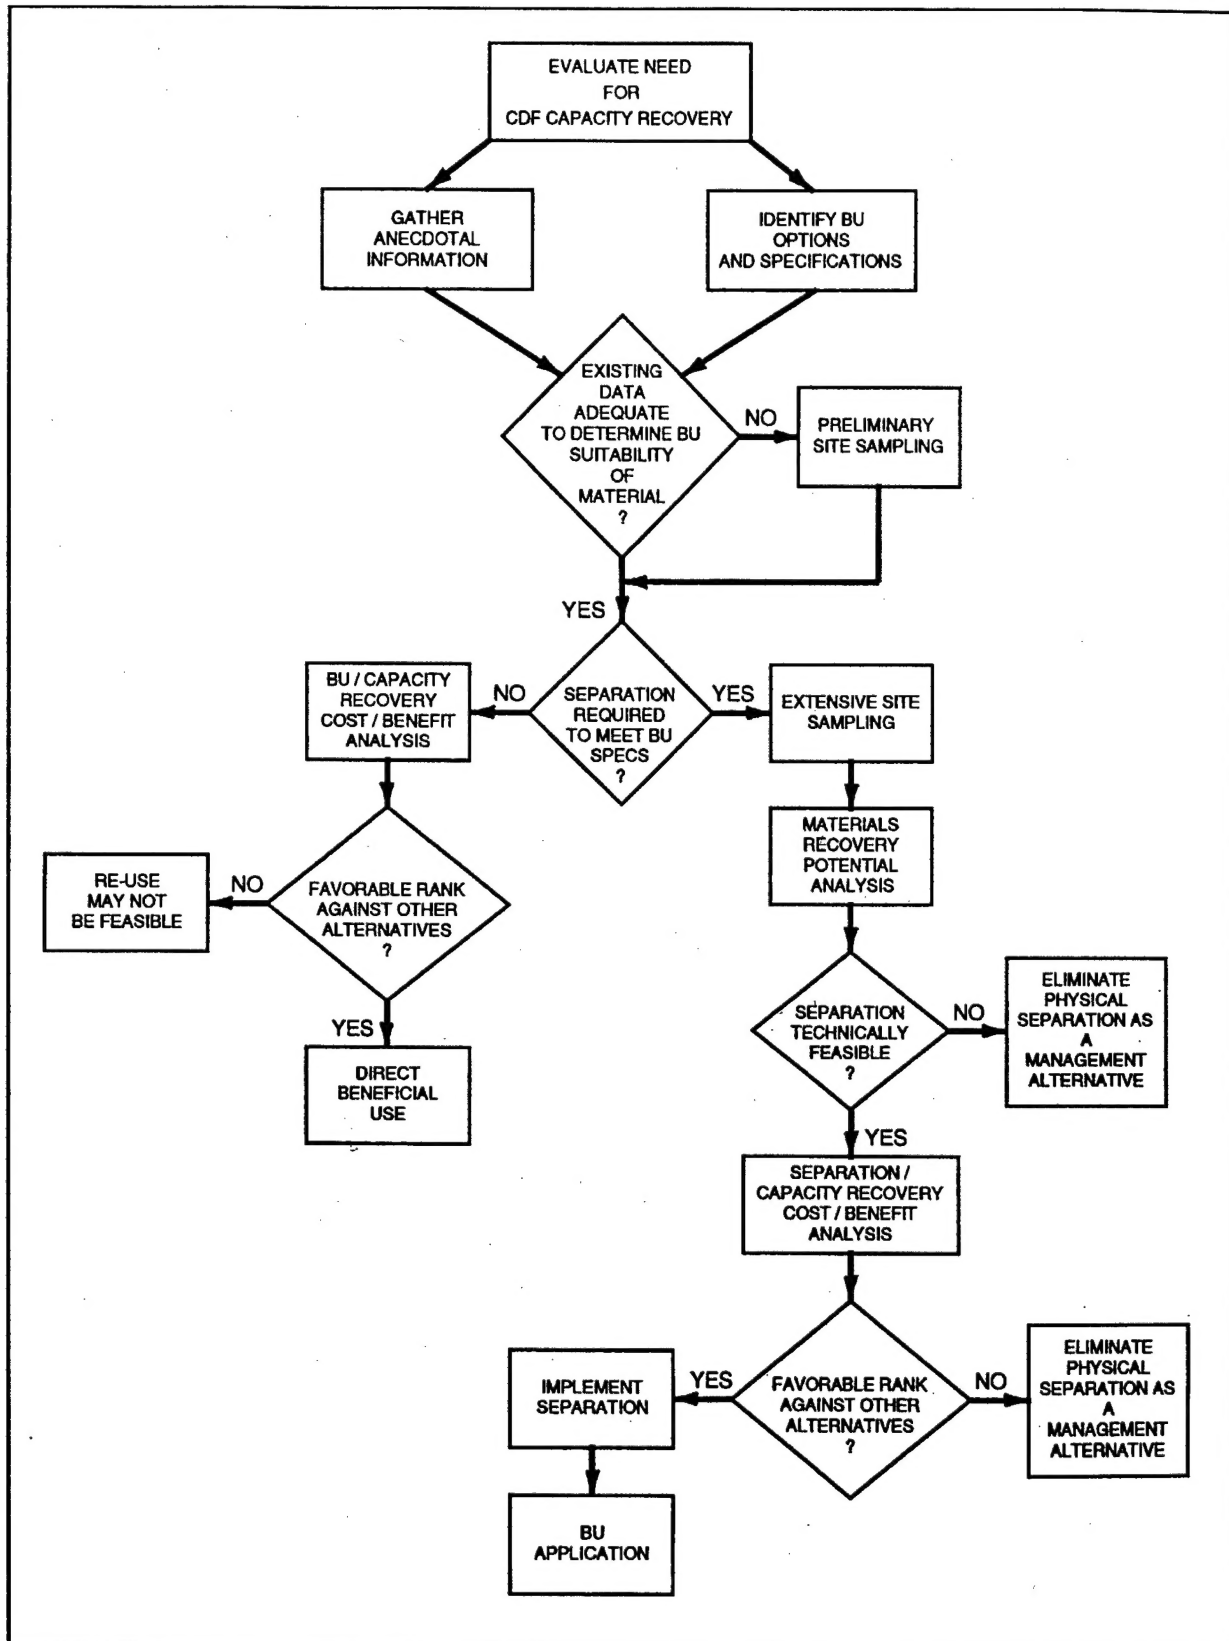 EVALUATE NEED
FOR
CDF CAPACITY RECOVERY
GATHER
ANECDOTAL
INFORMATION
IDENTIFY BU
OPTIONS
AND SPECIFICATIONS
EXISTING
DATA
ADEQUATE
TO DETERMINE BU
SUITABILITY
OF
MATERIAL
?
NO
PRELIMINARY
SITE SAMPLING
YES
BU / CAPACITY
RECOVERY
COST / BENEFIT
ANALYSIS
NO
SEPARATION
REQUIRED
TO MEET BU
SPECS
?
YES
EXTENSIVE SITE
SAMPLING
MATERIALS
RECOVERY
POTENTIAL
ANALYSIS
RE-USE
MAY NOT
BE FEASIBLE
NO
FAVORABLE RANK
AGAINST OTHER
ALTERNATIVES
?
YES
DIRECT
BENEFICIAL
USE
SEPARATION
TECHNICALLY
FEASIBLE
?
NO
ELIMINATE
PHYSICAL
SEPARATION AS
A
MANAGEMENT
ALTERNATIVE
YES
SEPARATION /
CAPACITY RECOVERY
COST / BENEFIT
ANALYSIS
IMPLEMENT
SEPARATION
YES
FAVORABLE RANK
AGAINST OTHER
ALTERNATIVES
?
NO
ELIMINATE
PHYSICAL
SEPARATION AS
A
MANAGEMENT
ALTERNATIVE
BU
APPLICATION